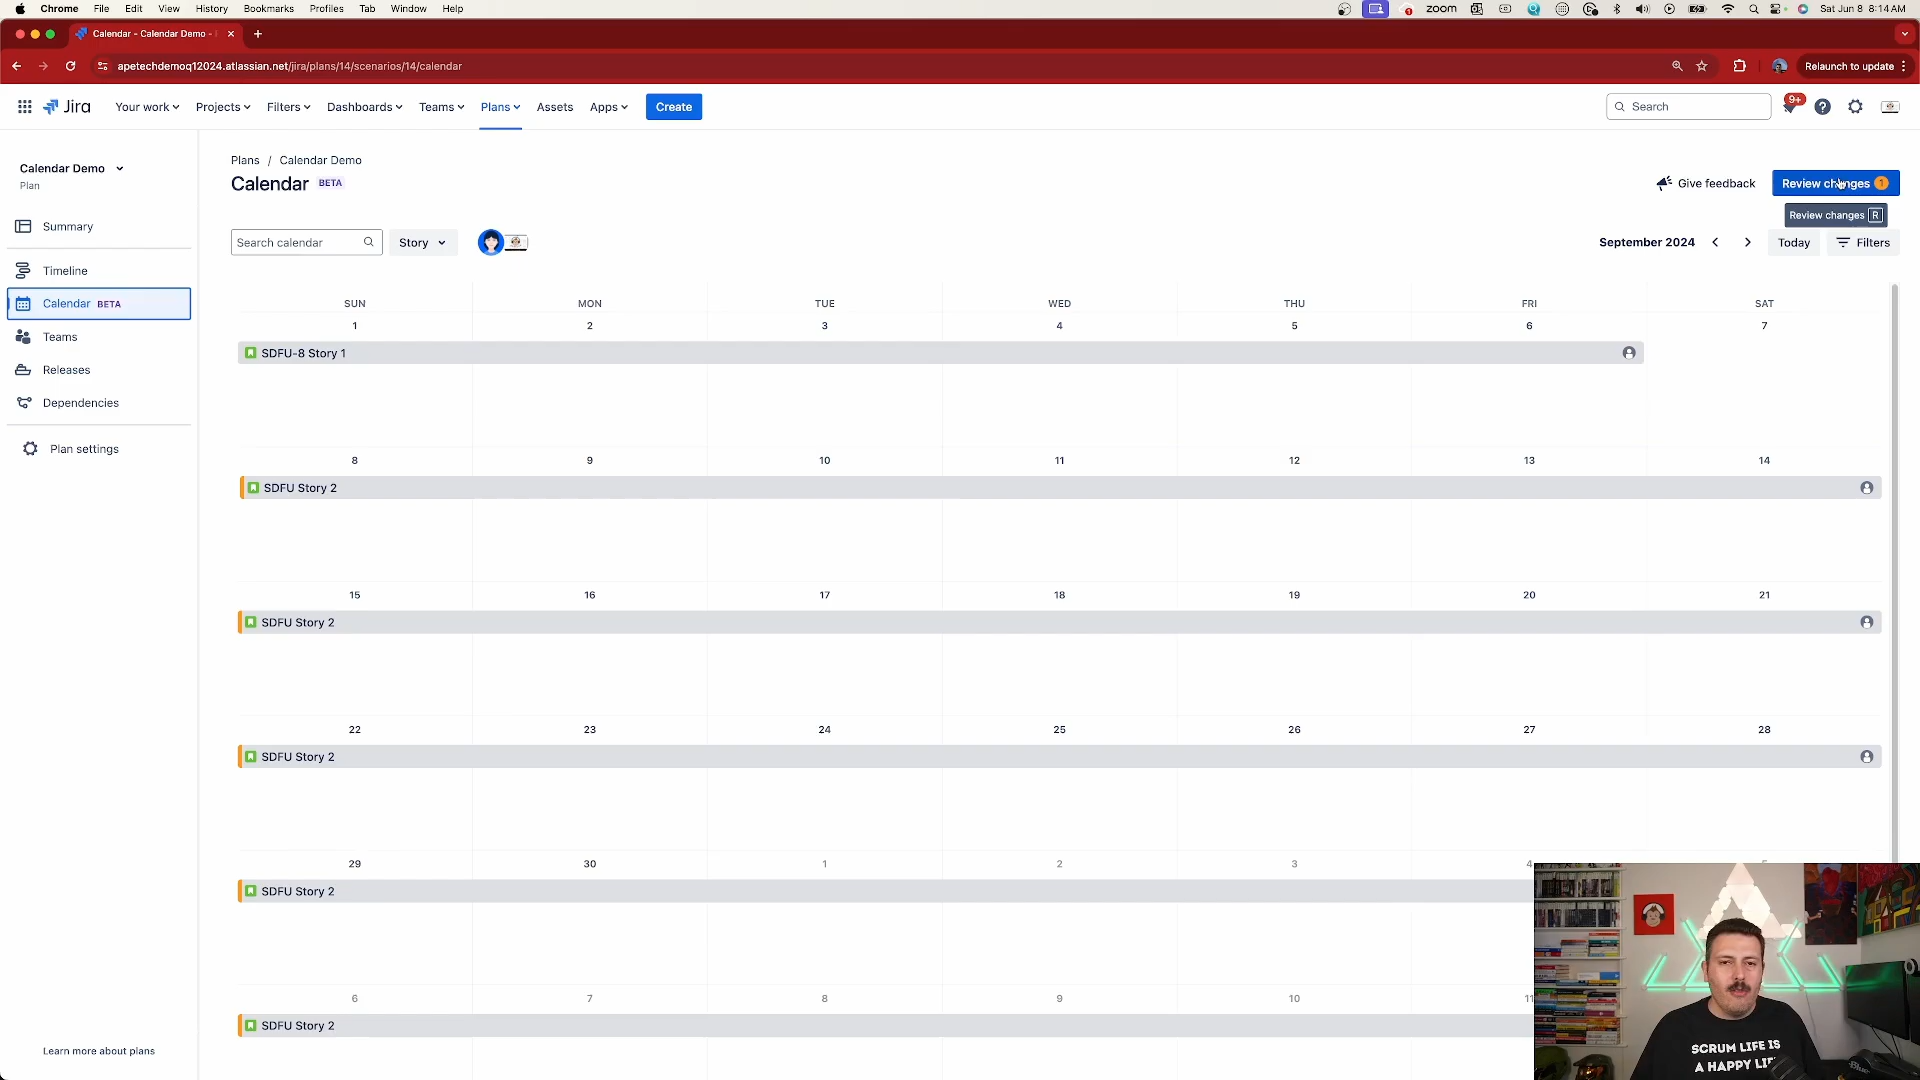 Chrome File Edit View History Bookmarks Profiles Tab Window Help
1 zoom Sat Jun 8 8:14 AM
Calendar - Calendar Demo -
apetechdemoq12024.atlassian.net/jira/plans/14/scenarios/14/calendar
Relaunch to update
Jira Your work Projects Filters Dashboards Teams Plans Assets Apps Create
Search 9+
Calendar Demo
Plan
Summary
Timeline
Calendar BETA
Teams
Releases
Dependencies
Plan settings
Learn more about plans
Plans / Calendar Demo
Calendar BETA
Give feedback
Review changes 1
Review changes R
Search calendar
Story
September 2024
Today
Filters
SUN MON TUE WED THU FRI SAT
1 2 3 4 5 6 7
SDFU-8 Story 1
8 9 10 11 12 13 14
SDFU Story 2
15 16 17 18 19 20 21
SDFU Story 2
22 23 24 25 26 27 28
SDFU Story 2
29 30 1 2 3 4
SDFU Story 2
6 7 8 9 10 11
SDFU Story 2
SCRUM LIFE IS
A HAPPY